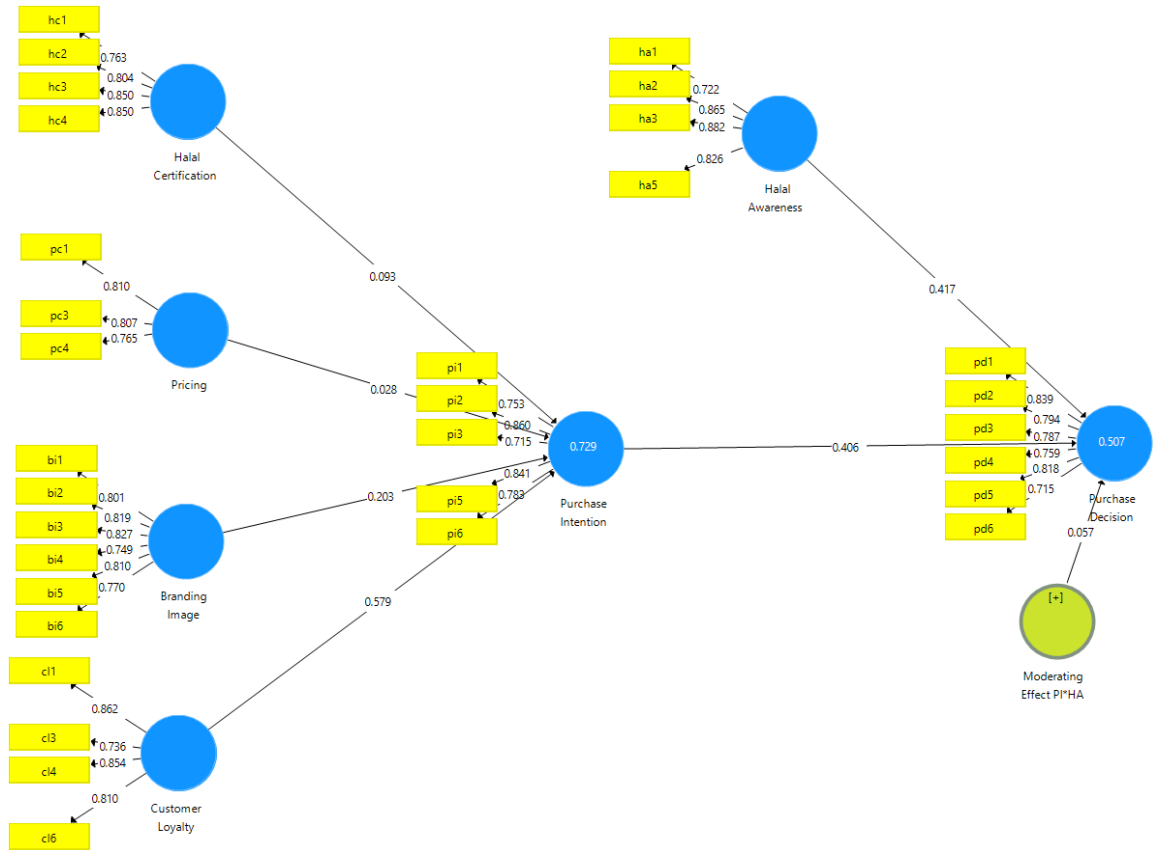 hc1
hc2
hc3
hc4
0.763
0.804
0.850
0.850
Halal
Certification
pc1
pc3
pc4
0.810
0.807
0.765
Pricing
bi1
bi2
bi3
bi4
bi5
bi6
0.801
0.819
0.827
0.749
0.810
0.770
Branding
Image
cl1
cl3
cl4
cl6
0.862
0.736
0.854
0.810
Customer
Loyalty
0.093
0.028
0.203
0.579
pi1
pi2
pi3
pi5
pi6
0.753
0.860
0.715
0.841
0.783
0.729
Purchase
Intention
0.406
ha1
ha2
ha3
ha5
0.722
0.865
0.882
0.826
Halal
Awareness
0.417
pd1
pd2
pd3
pd4
pd5
pd6
0.839
0.794
0.787
0.759
0.818
0.715
0.507
Purchase
Decision
0.057
[+]
Moderating
Effect PI*HA